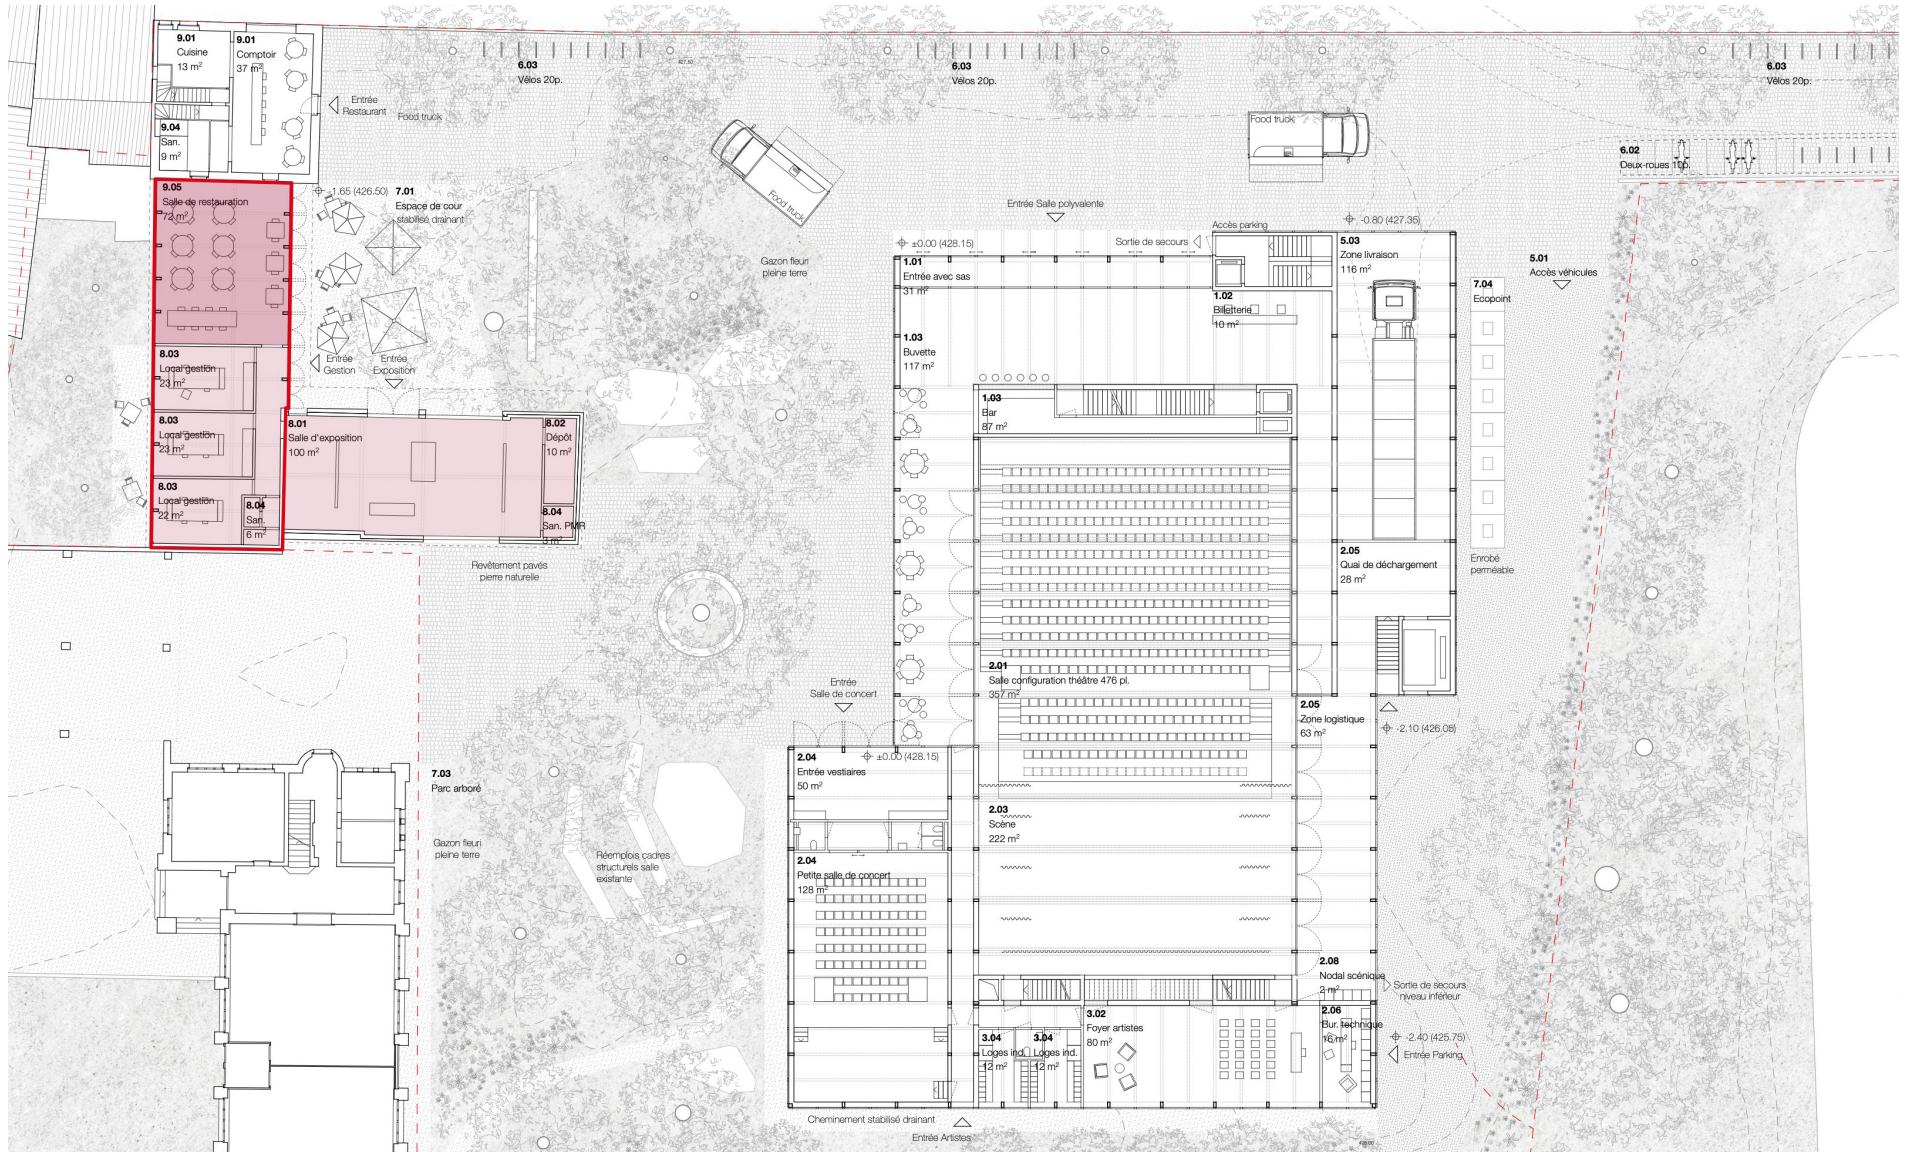 9.01
Cuisine
13 m²
9.01
Comptoir
37 m²
Entrée
Restaurant
Food truck
9.04
San.
9 m²
6.03
Vélos 20p.
427.50
6.03
Vélos 20p.
6.03
Vélos 20p.
Food truck
Food truck
6.02
Deux-roues 10p.
9.05
Salle de restauration
72 m²
-1.65 (426.50)
7.01
Espace de cour
stabilisé drainant
Entrée Salle polyvalente
Accès parking
-0.80 (427.35)
±0.00 (428.15)
Sortie de secours
Gazon fleuri
pleine terre
1.01
Entrée avec sas
31 m²
5.03
Zone livraison
116 m²
5.01
Accès véhicules
7.04
Ecopoint
1.02
Billetterie
10 m²
1.03
Buvette
117 m²
8.03
Local gestion
23 m²
Entrée
Gestion
Entrée
Exposition
1.03
Bar
87 m²
8.03
Local gestion
23 m²
8.01
Salle d'exposition
100 m²
8.02
Dépôt
10 m²
8.03
Local gestion
22 m²
8.04
San.
6 m²
8.04
San. PMR
3 m²
Revêtement pavés
pierre naturelle
2.05
Quai de déchargement
28 m²
Enrobé
perméable
2.01
Salle configuration théâtre 476 pl.
357 m²
Entrée
Salle de concert
2.05
Zone logistique
63 m²
-2.10 (426.05)
2.04
Entrée vestiaires
50 m²
±0.00 (428.15)
7.03
Parc arboré
2.03
Scène
222 m²
Gazon fleuri
pleine terre
Réemplois cadres
structurels salle
existante
2.04
Petite salle de concert
128 m²
2.08
Nodal scénique
2 m²
Sortie de secours
niveau inférieur
3.04
Loges ind.
12 m²
3.04
Loges ind.
12 m²
3.02
Foyer artistes
80 m²
2.06
Bur. technique
16 m²
-2.40 (425.75)
Entrée Parking
Cheminement stabilisé drainant
Entrée Artistes